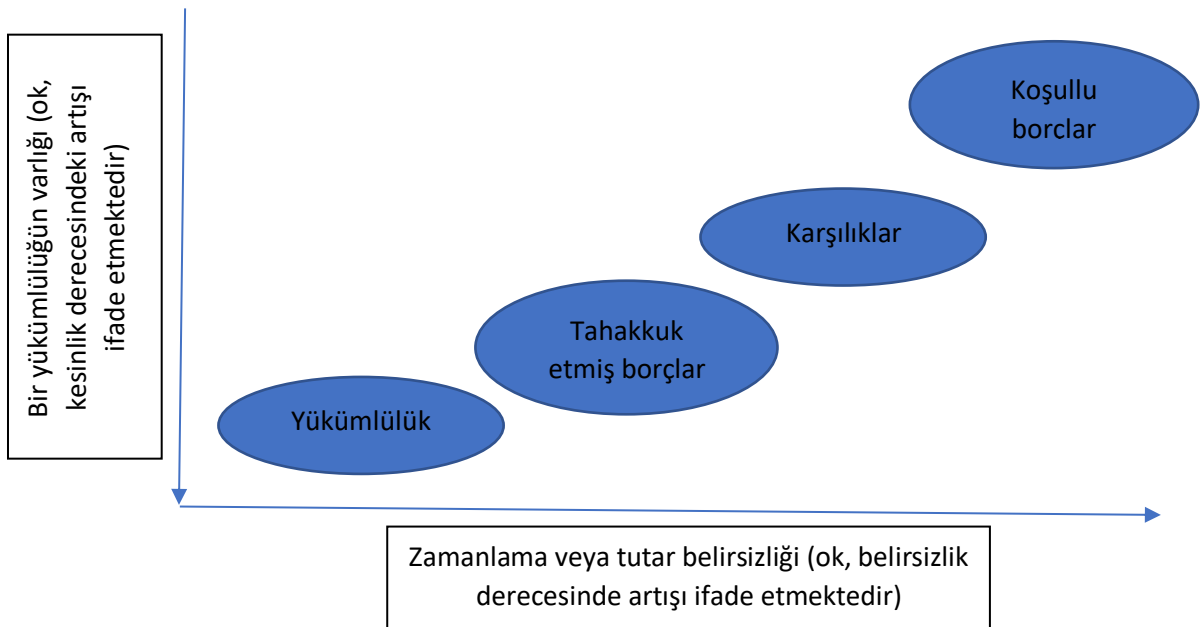 Bir yükümlülüğün varlığı (ok,
kesinlik derecesindeki artışı
ifade etmektedir)
Koşullu
borclar
Karşılıklar
Tahakkuk
etmiş borçlar
Yükümlülük
Zamanlama veya tutar belirsizliği (ok, belirsizlik
derecesinde artışı ifade etmektedir)